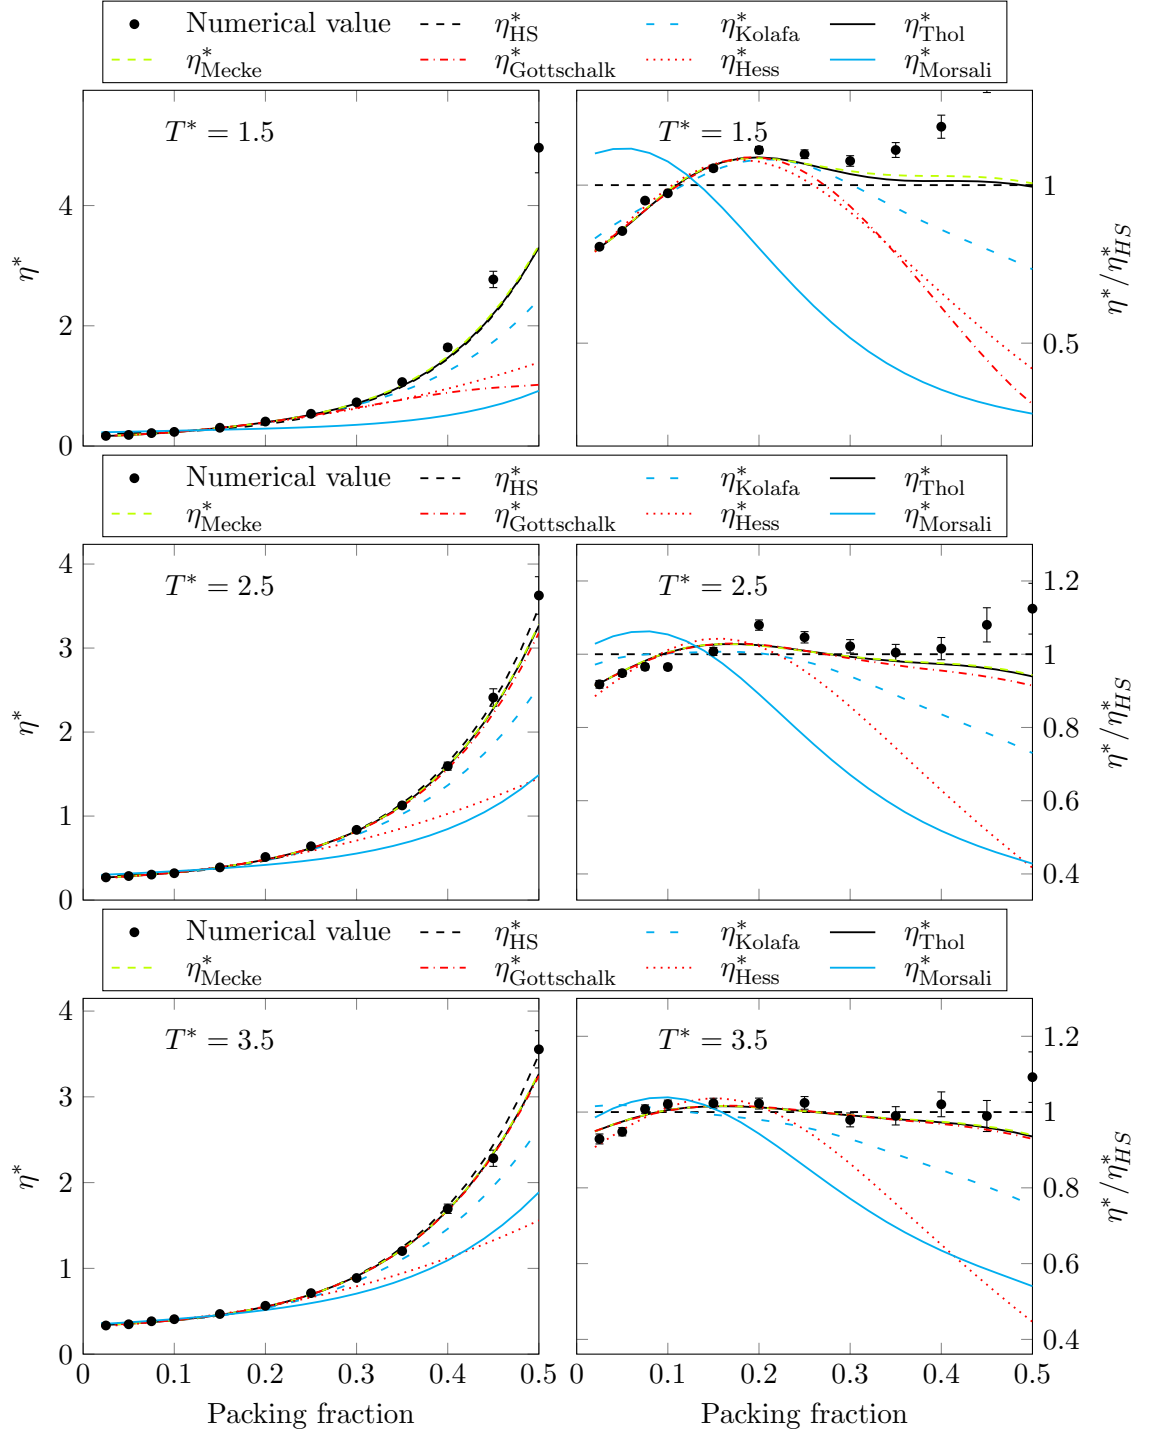 Numerical value η*HS η*Kolafa η*Thol
η*Mecke η*Gottschalk η*Hess η*Morsali
T* = 1.5 T* = 1.5
4
2
0
η*
1
0.5
η*/η*HS
Numerical value η*HS η*Kolafa η*Thol
η*Mecke η*Gottschalk η*Hess η*Morsali
T* = 2.5 T* = 2.5
4
3
2
1
0
η*
1.2
1
0.8
0.6
0.4
η*/η*HS
Numerical value η*HS η*Kolafa η*Thol
η*Mecke η*Gottschalk η*Hess η*Morsali
T* = 3.5 T* = 3.5
4
3
2
1
0
η*
1.2
1
0.8
0.6
0.4
η*/η*HS
0 0.1 0.2 0.3 0.4 0.5 0 0.1 0.2 0.3 0.4 0.5
Packing fraction Packing fraction